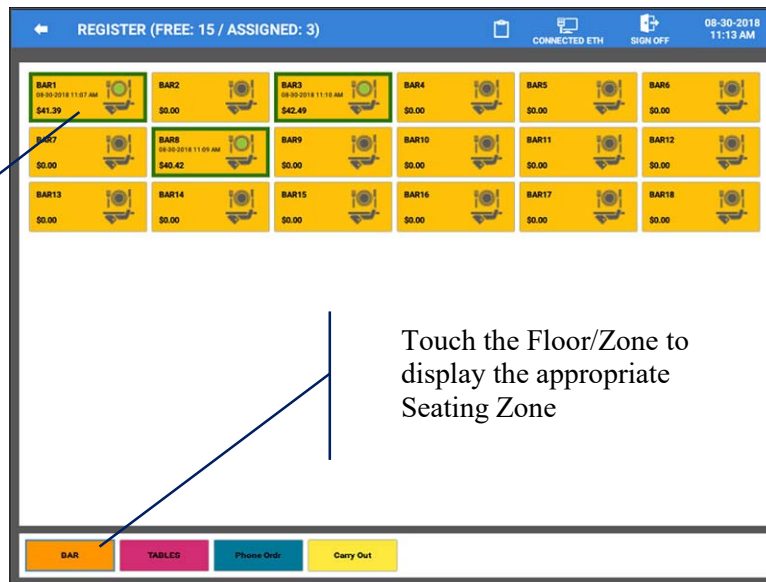 REGISTER (FREE: 15 / ASSIGNED: 3)
CONNECTED ETH
SIGN OFF
08-30-2018
11:13 AM
BAR1
08-30-2018 11:07 AM
$41.39
BAR2
$0.00
BAR3
08-30-2018 11:10 AM
$42.49
BAR4
$0.00
BAR5
$0.00
BAR6
$0.00
BAR7
$0.00
BAR8
08-30-2018 11:09 AM
$40.42
BAR9
$0.00
BAR10
$0.00
BAR11
$0.00
BAR12
$0.00
BAR13
$0.00
BAR14
$0.00
BAR15
$0.00
BAR16
$0.00
BAR17
$0.00
BAR18
$0.00
Touch the Floor/Zone to
display the appropriate
Seating Zone
BAR
TABLES
Phone Ordr
Carry Out